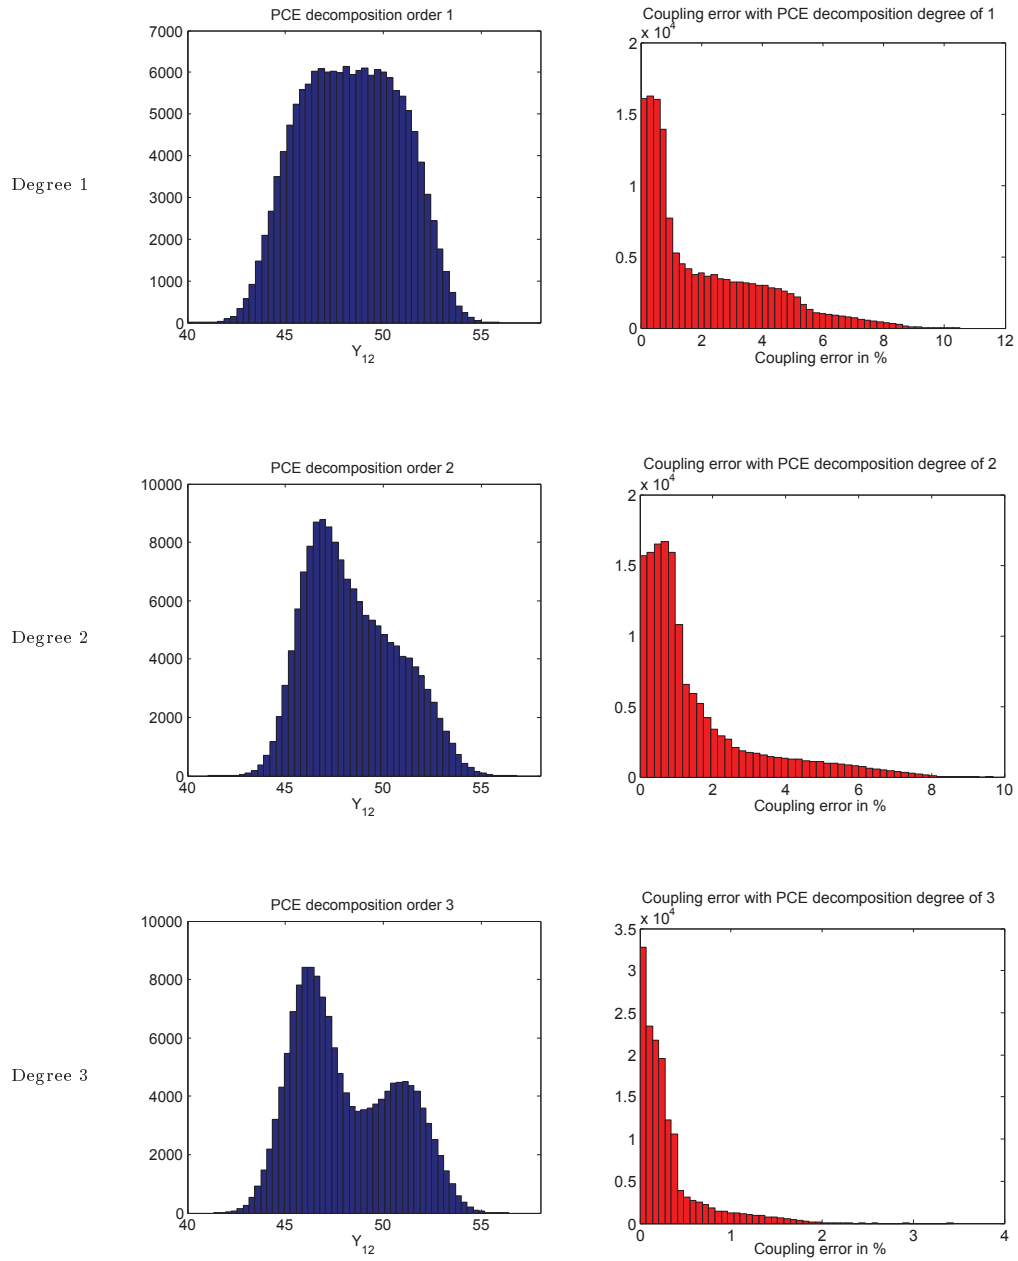 PCE decomposition order 1
7000
6000
5000
4000
3000
2000
1000
0
40 45 50 55
Y12
Coupling error with PCE decomposition degree of 1
x 10^4
2
1.5
1
0.5
0
0 2 4 6 8 10 12
Coupling error in %
Degree 1
PCE decomposition order 2
10000
8000
6000
4000
2000
0
40 45 50 55
Y12
Coupling error with PCE decomposition degree of 2
x 10^4
2
1.5
1
0.5
0
0 2 4 6 8 10
Coupling error in %
Degree 2
PCE decomposition order 3
10000
8000
6000
4000
2000
0
40 45 50 55
Y12
Coupling error with PCE decomposition degree of 3
x 10^4
3.5
3
2.5
2
1.5
1
0.5
0
0 1 2 3 4
Coupling error in %
Degree 3